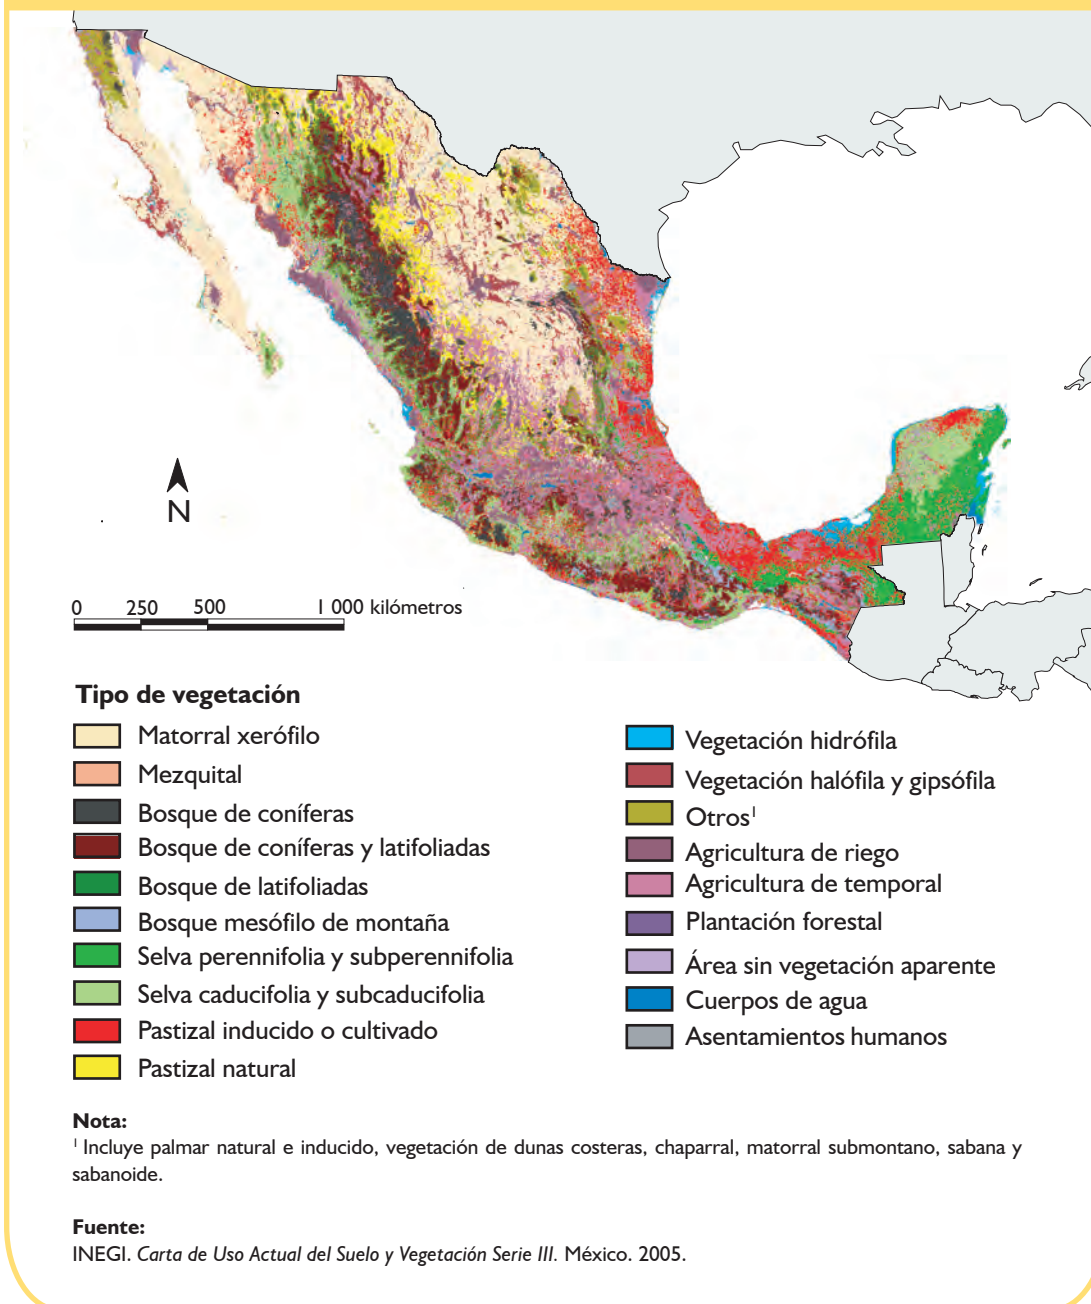 N
0 250 500 1 000 kilómetros
Tipo de vegetación
Matorral xerófilo
Mezquital
Bosque de coníferas
Bosque de coníferas y latifoliadas
Bosque de latifoliadas
Bosque mesófilo de montaña
Selva perennifolia y subperennifolia
Selva caducifolia y subcaducifolia
Pastizal inducido o cultivado
Pastizal natural
Vegetación hidrófila
Vegetación halófila y gipsófila
Otros¹
Agricultura de riego
Agricultura de temporal
Plantación forestal
Área sin vegetación aparente
Cuerpos de agua
Asentamientos humanos
Nota:
¹ Incluye palmar natural e inducido, vegetación de dunas costeras, chaparral, matorral submontano, sabana y
sabanoide.
Fuente:
INEGI. Carta de Uso Actual del Suelo y Vegetación Serie III. México. 2005.